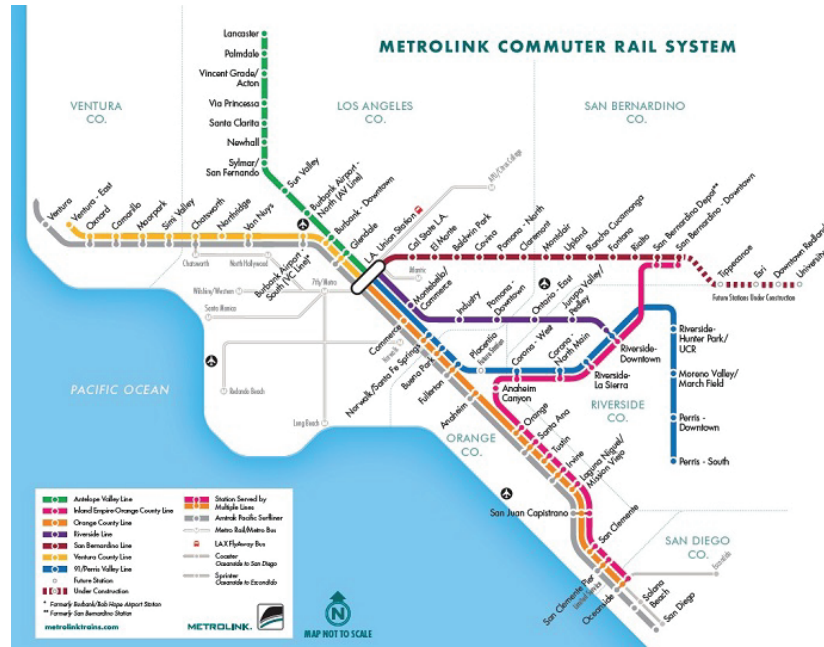 METROLINK COMMUTER RAIL SYSTEM
Lancaster
Palmdale
Vincent Grade/
Acton
Via Princessa
Santa Clarita
Newhall
Sylmar/
San Fernando
VENTURA
CO.
LOS ANGELES
CO.
SAN BERNARDINO
CO.
Sun Valley
Burbank Airport -
North (AV Line)
Burbank - Downtown
Glendale
L.A. Union Station
APU/Citrus College
Ventura
Ventura - East
Oxnard
Camarillo
Moorpark
Simi Valley
Chatsworth
Northridge
Van Nuys
Burbank Airport -
South (VC Line)*
Chatsworth
North Hollywood
Wilshire/Western
7th/Metro
Santa Monica
Redondo Beach
Long Beach
Norwalk
Atlantic
Cal State L.A.
El Monte
Baldwin Park
Covina
Pomona - North
Claremont
Montclair
Upland
Rancho Cucamonga
Fontana
Rialto
San Bernardino Depot**
San Bernardino - Downtown
Tippecanoe
Esri
Downtown Redlands
University
Future Stations Under Construction
Montebello/
Commerce
Industry
Pomona -
Downtown
Ontario - East
Jurupa Valley/
Pedley
Riverside-
Downtown
Commerce
Norwalk/Santa Fe Springs
Buena Park
Fullerton
Placentia
Future Station
Corona - West
Corona -
North Main
Riverside-
La Sierra
Riverside-
Hunter Park/
UCR
Moreno Valley/
March Field
Perris -
Downtown
Perris - South
RIVERSIDE
CO.
Anaheim
Canyon
Anaheim
ORANGE
CO.
Orange
Santa Ana
Tustin
Irvine
Laguna Niguel/
Mission Viejo
San Juan Capistrano
San Clemente
San Clemente Pier
Limited Service
Oceanside
Solana
Beach
San Diego
Escondido
SAN DIEGO
CO.
PACIFIC OCEAN
Antelope Valley Line
Inland Empire-Orange County Line
Orange County Line
Riverside Line
San Bernardino Line
Ventura County Line
91/Perris Valley Line
Future Station
Under Construction
* Formerly Burbank/Bob Hope Airport Station
** Formerly San Bernardino Station
metrolinktrains.com
Station Served by
Multiple Lines
Amtrak Pacific Surfliner
Metro Rail/Metro Bus
LAX FlyAway Bus
Coaster
Oceanside to San Diego
Sprinter
Oceanside to Escondido
METROLINK.
N
MAP NOT TO SCALE